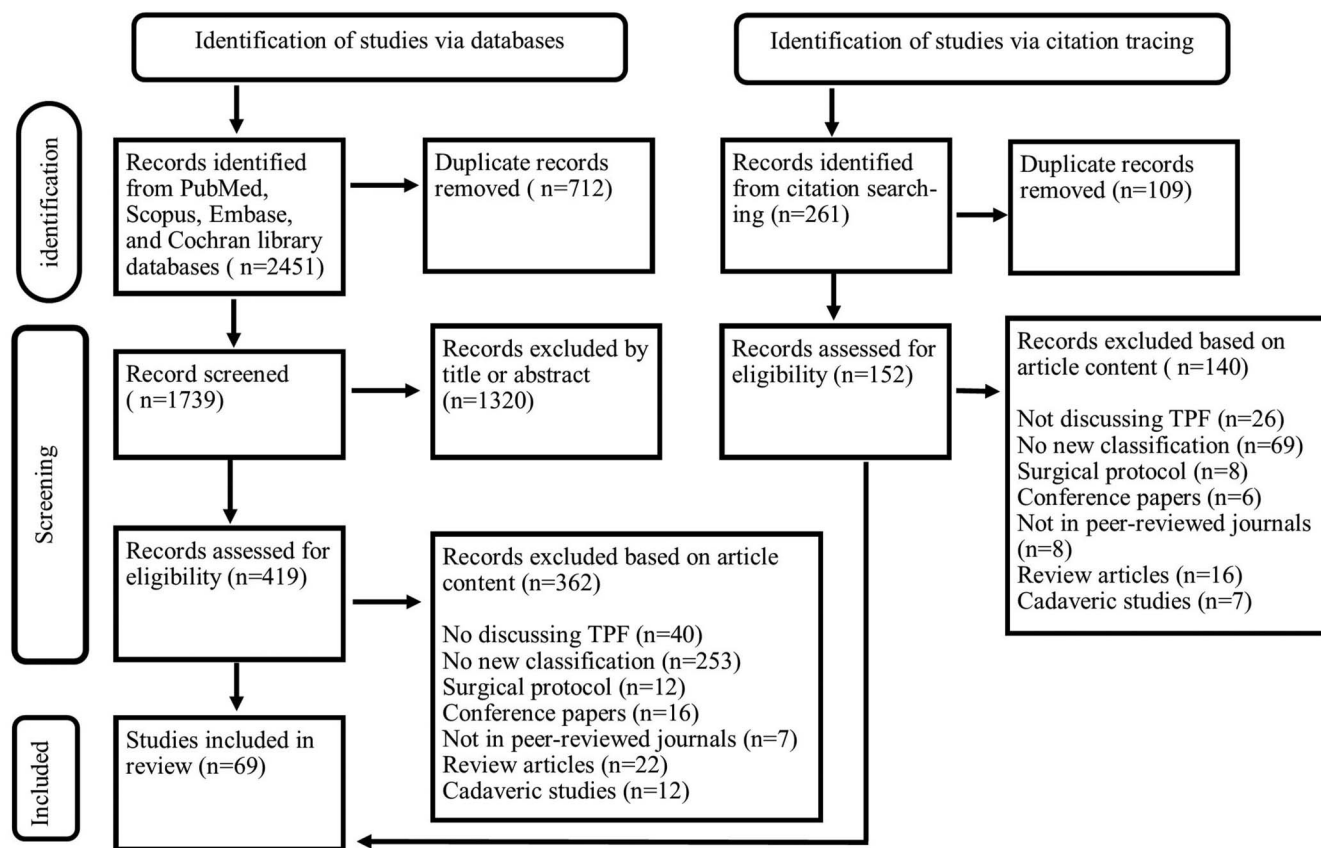 Identification of studies via databases
Identification of studies via citation tracing
identification
Records identified
from PubMed,
Scopus, Embase,
and Cochran library
databases ( n=2451)
Duplicate records
removed ( n=712)
Records identified
from citation search-
ing (n=261)
Duplicate records
removed (n=109)
Screening
Record screened
( n=1739)
Records excluded by
title or abstract
(n=1320)
Records assessed for
eligibility (n=152)
Records excluded based on
article content ( n=140)
Not discussing TPF (n=26)
No new classification (n=69)
Surgical protocol (n=8)
Conference papers (n=6)
Not in peer-reviewed journals
(n=8)
Review articles (n=16)
Cadaveric studies (n=7)
Records assessed for
eligibility (n=419)
Records excluded based on article
content (n=362)
No discussing TPF (n=40)
No new classification (n=253)
Surgical protocol (n=12)
Conference papers (n=16)
Not in peer-reviewed journals (n=7)
Review articles (n=22)
Cadaveric studies (n=12)
Included
Studies included in
review (n=69)